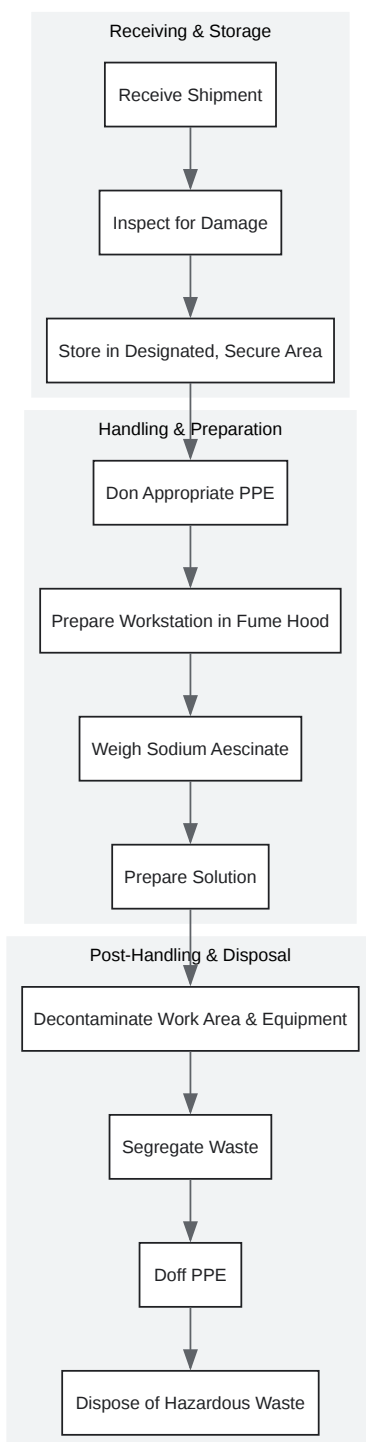 Receiving & Storage
Receive Shipment
Inspect for Damage
Store in Designated, Secure Area
Handling & Preparation
Don Appropriate PPE
Prepare Workstation in Fume Hood
Weigh Sodium Aescinate
Prepare Solution
Post-Handling & Disposal
Decontaminate Work Area & Equipment
Segregate Waste
Doff PPE
Dispose of Hazardous Waste